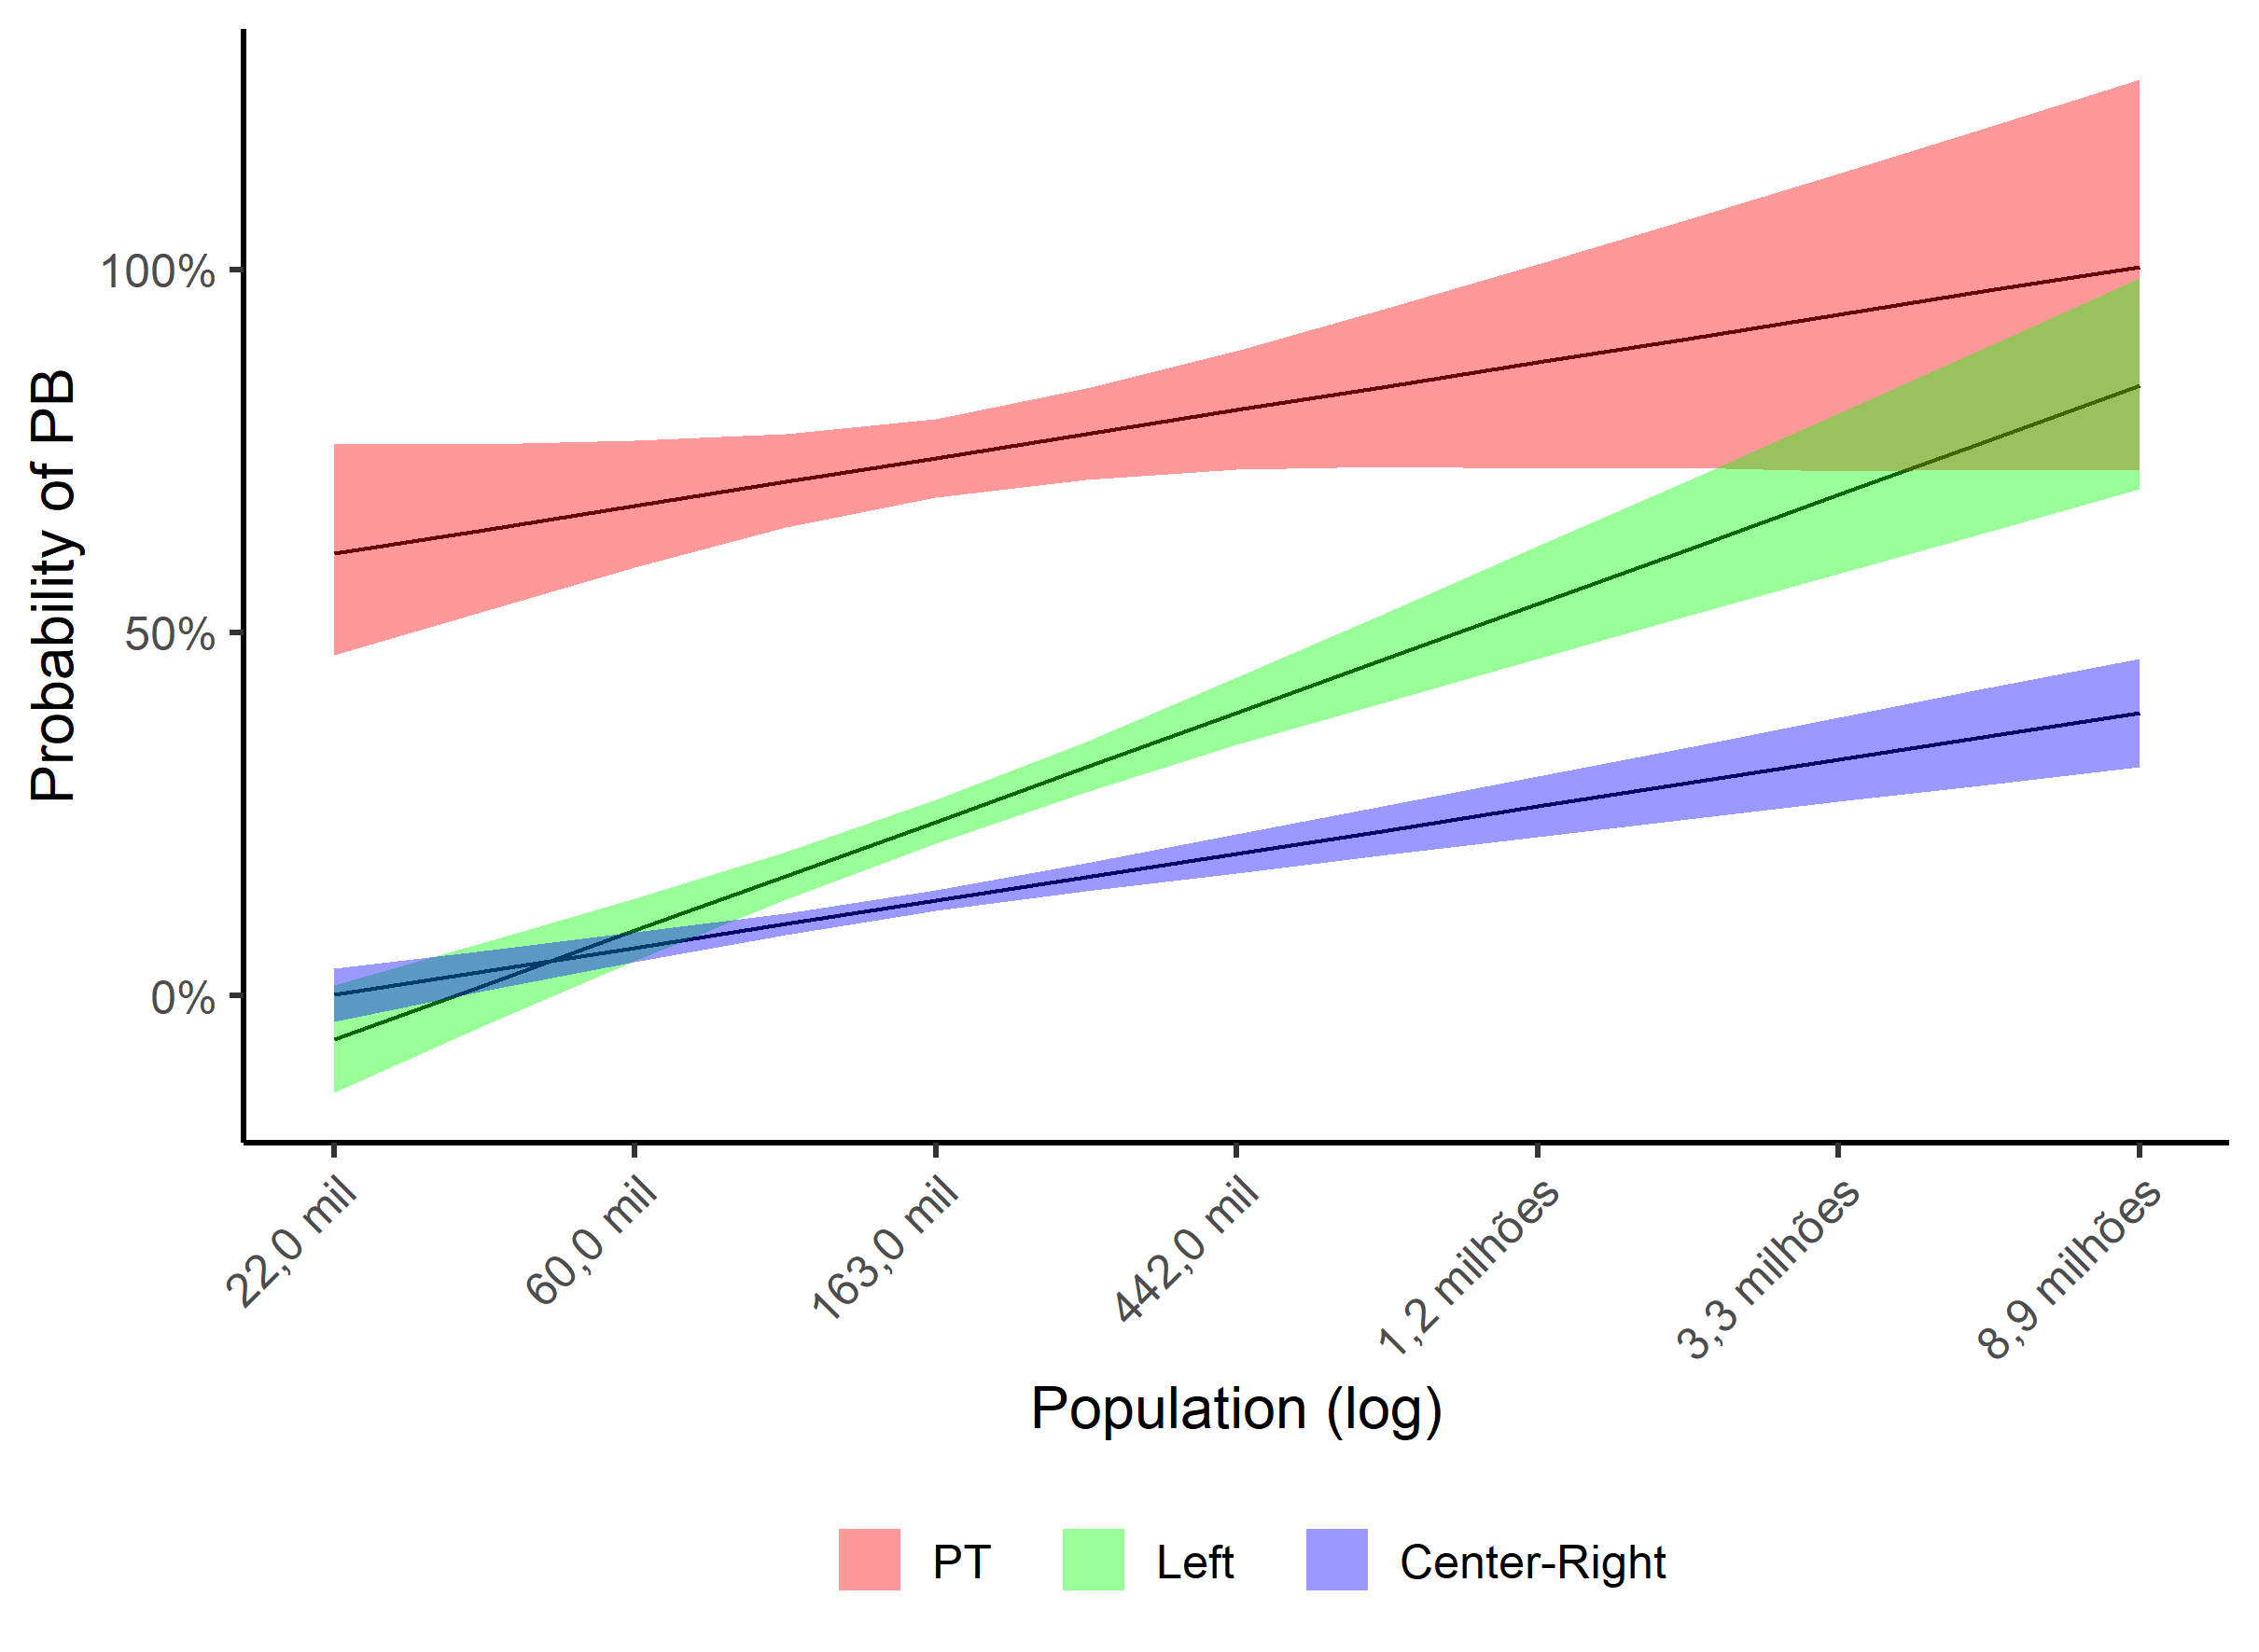 Probability of PB
100%
50%
0%
22,0 mil
60,0 mil
163,0 mil
442,0 mil
1,2 milhões
3,3 milhões
8,9 milhões
Population (log)
PT
Left
Center-Right